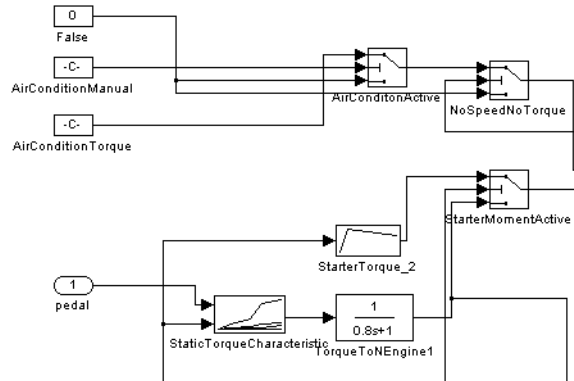 0
False
-C-
AirConditionManual
AirConditonActive
NoSpeedNoTorque
-C-
AirConditionTorque
StarterMomentActive
StarterTorque_2
1
pedal
StaticTorqueCharacteristic
1
0.8s+1
TorqueToNEngine1